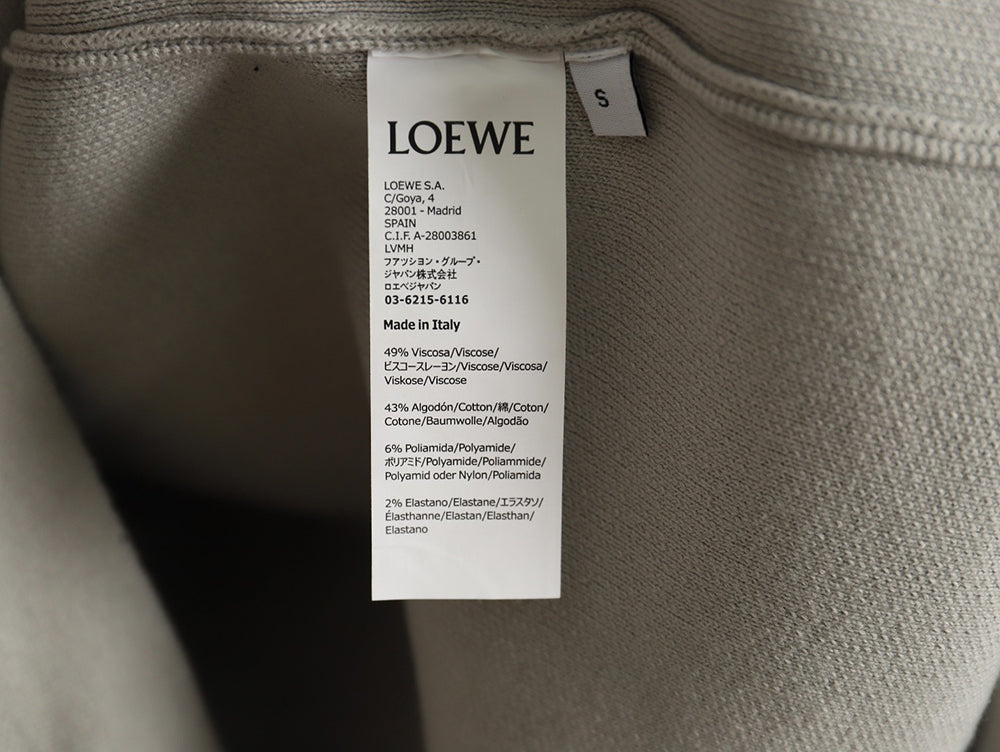 LOEWE
S
LOEWE S.A.
C/Goya, 4
28001 - Madrid
SPAIN
C.I.F. A-28003861
LVMH
ファッション・グループ・
ジャパン株式会社
ロエベジャパン
03-6215-6116
Made in Italy
49% Viscosa/Viscose/
ビスコースレーヨン/Viscose/Viscosa/
Viskose/Viscose
43% Algodón/Cotton/綿/Coton/
Cotone/Baumwolle/Algodão
6% Poliamida/Polyamide/
ポリアミド/Polyamide/Poliammide/
Polyamid oder Nylon/Poliamida
2% Elastano/Elastane/エラスタン/
Élasthanne/Elastan/Elasthan/
Elastano